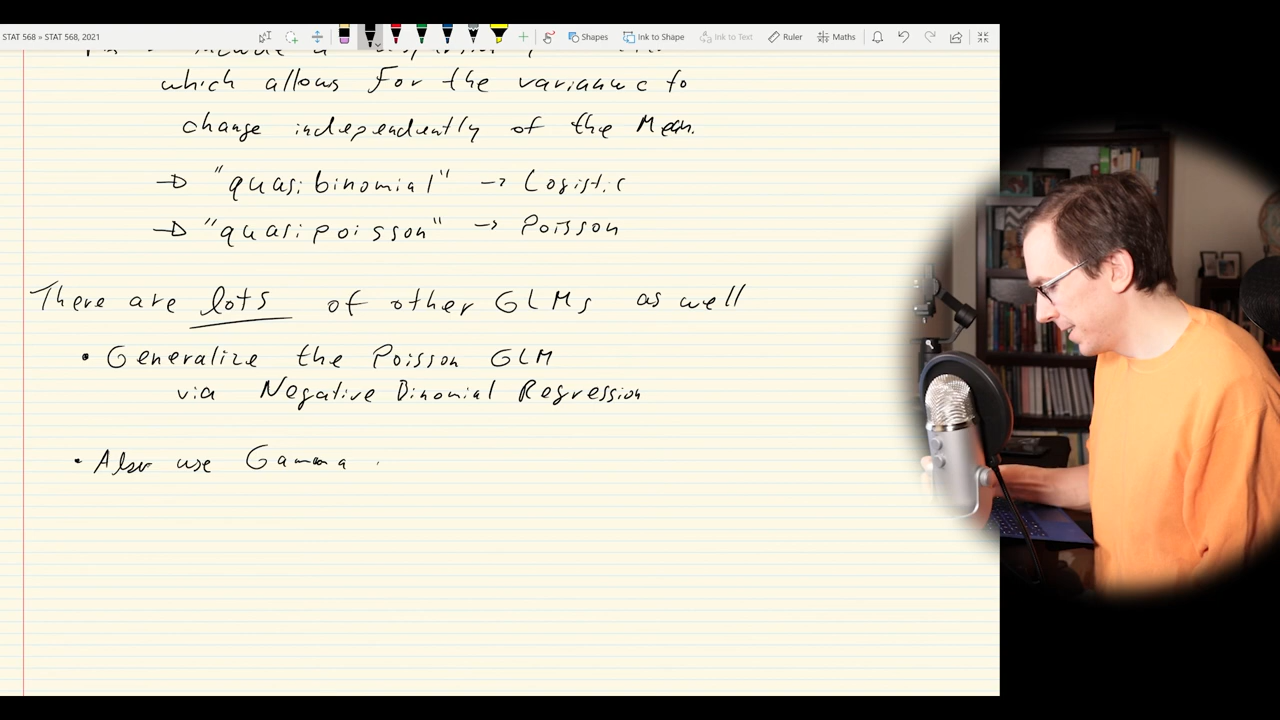 STAT 568 » STAT 568, 2021
Shapes Ink to Shape Ink to Text Ruler Maths
include a
which allows for the variance to
change independently of the Mean.
→ "quasibinomial" → Logistic
→ "quasipoisson" → Poisson
There are lots of other GLMs as well
• Generalize the Poisson GLM
via Negative Binomial Regression
• Also use Gamma